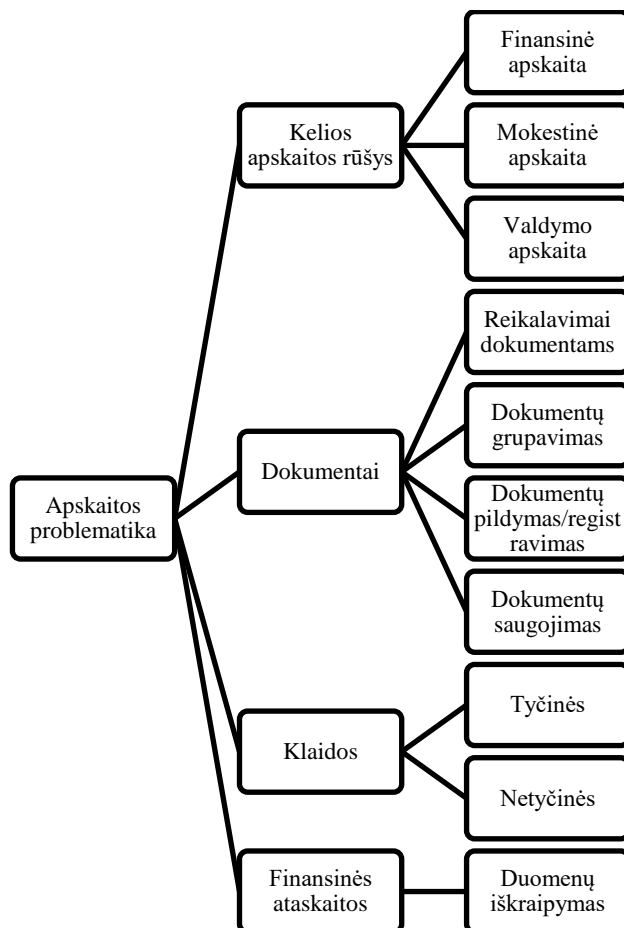 Finansinė
apskaita
Kelios
apskaitos rūšys
Mokestinė
apskaita
Valdymo
apskaita
Reikalavimai
dokumentams
Dokumentų
grupavimas
Dokumentai
Apskaitos
problematika
Dokumentų
pildymas/regist
ravimas
Dokumentų
saugojimas
Tyčinės
Klaidos
Netyčinės
Finansinės
ataskaitos
Duomenų
iškraipymas